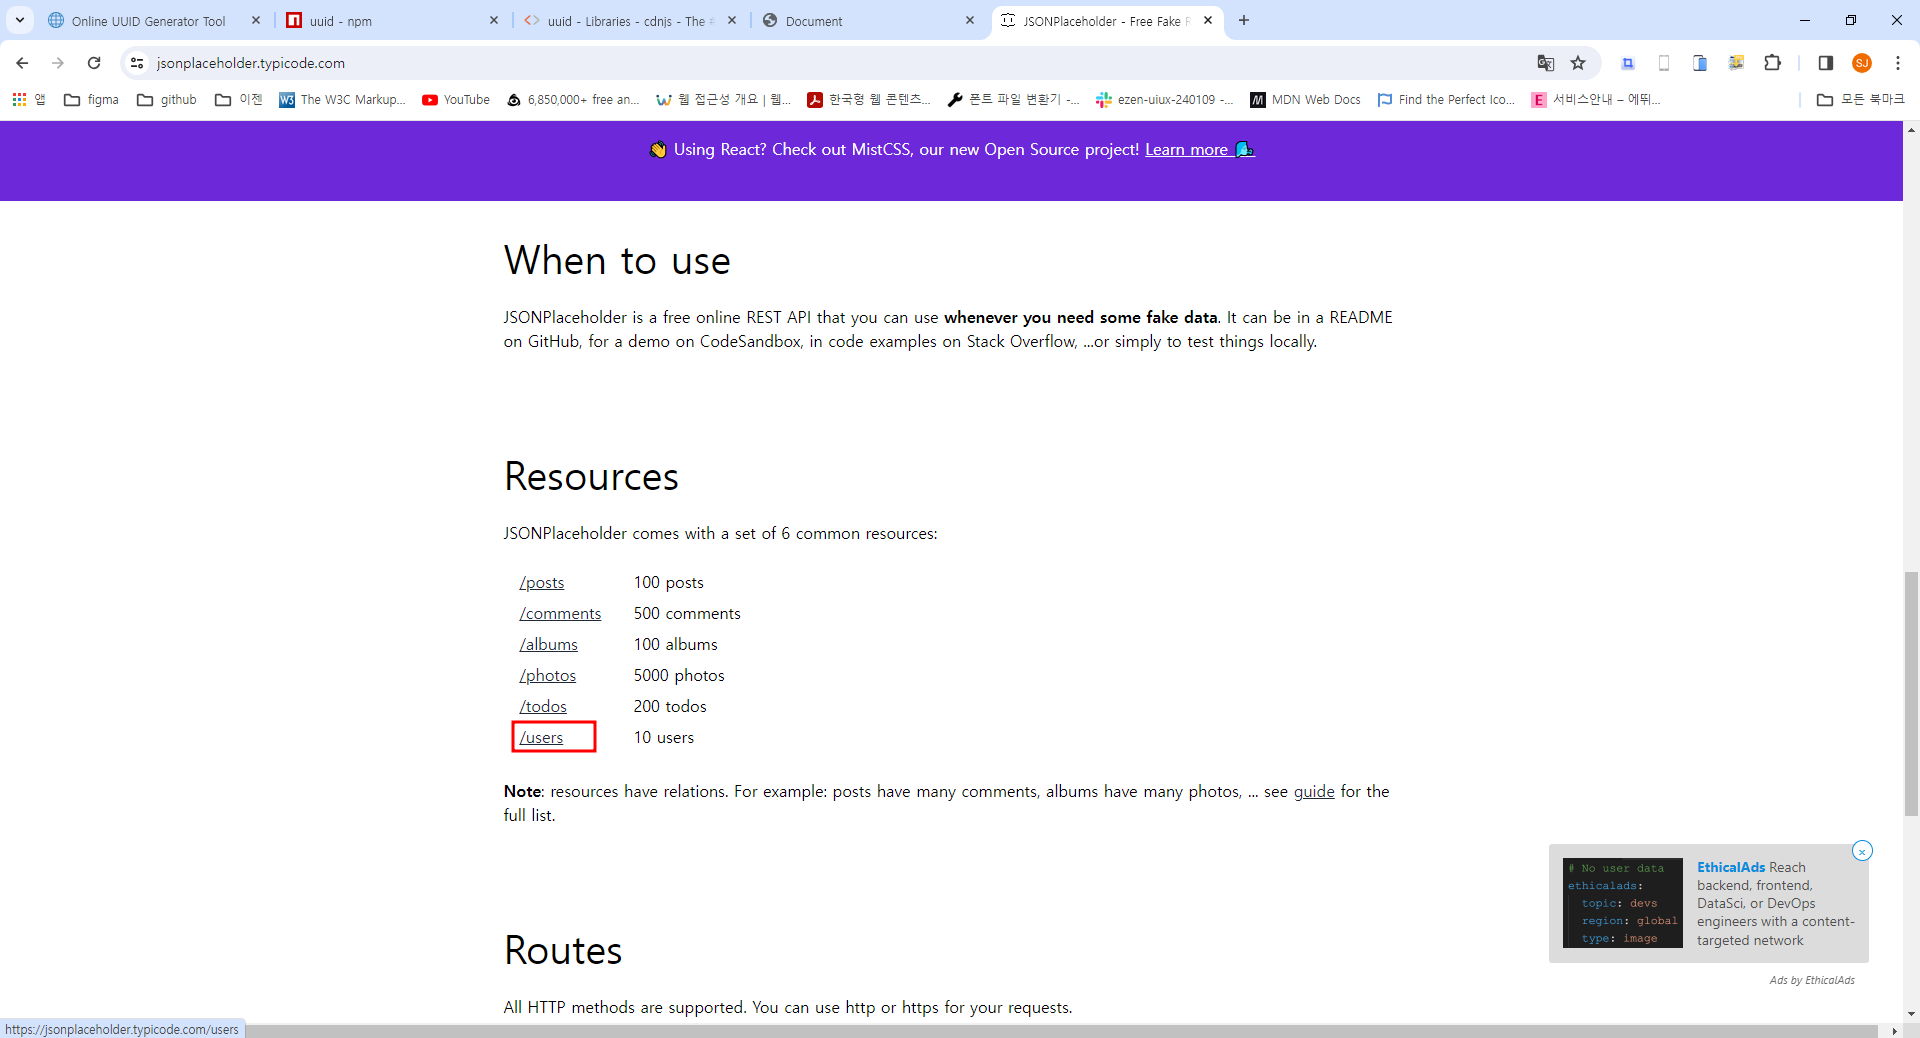 Online UUID Generator Tool
uuid - npm
uuid - Libraries - cdnjs - The #
Document
JSONPlaceholder - Free Fake R
jsonplaceholder.typicode.com
SJ
앱
figma
github
이젠
The W3C Markup...
YouTube
6,850,000+ free an...
웹 접근성 개요 | 웹...
한국형 웹 콘텐츠...
폰트 파일 변환기 -...
ezen-uiux-240109 -...
MDN Web Docs
Find the Perfect Ico...
E 서비스안내 – 에뛰...
모든 북마크
👋 Using React? Check out MistCSS, our new Open Source project! Learn more
When to use
JSONPlaceholder is a free online REST API that you can use whenever you need some fake data. It can be in a README
on GitHub, for a demo on CodeSandbox, in code examples on Stack Overflow, ...or simply to test things locally.
Resources
JSONPlaceholder comes with a set of 6 common resources:
/posts 100 posts
/comments 500 comments
/albums 100 albums
/photos 5000 photos
/todos 200 todos
/users 10 users
Note: resources have relations. For example: posts have many comments, albums have many photos, ... see guide for the
full list.
# No user data
ethicalads:
topic: devs
region: global
type: image
EthicalAds Reach
backend, frontend,
DataSci, or DevOps
engineers with a content-
targeted network
Ads by EthicalAds
Routes
All HTTP methods are supported. You can use http or https for your requests.
https://jsonplaceholder.typicode.com/users